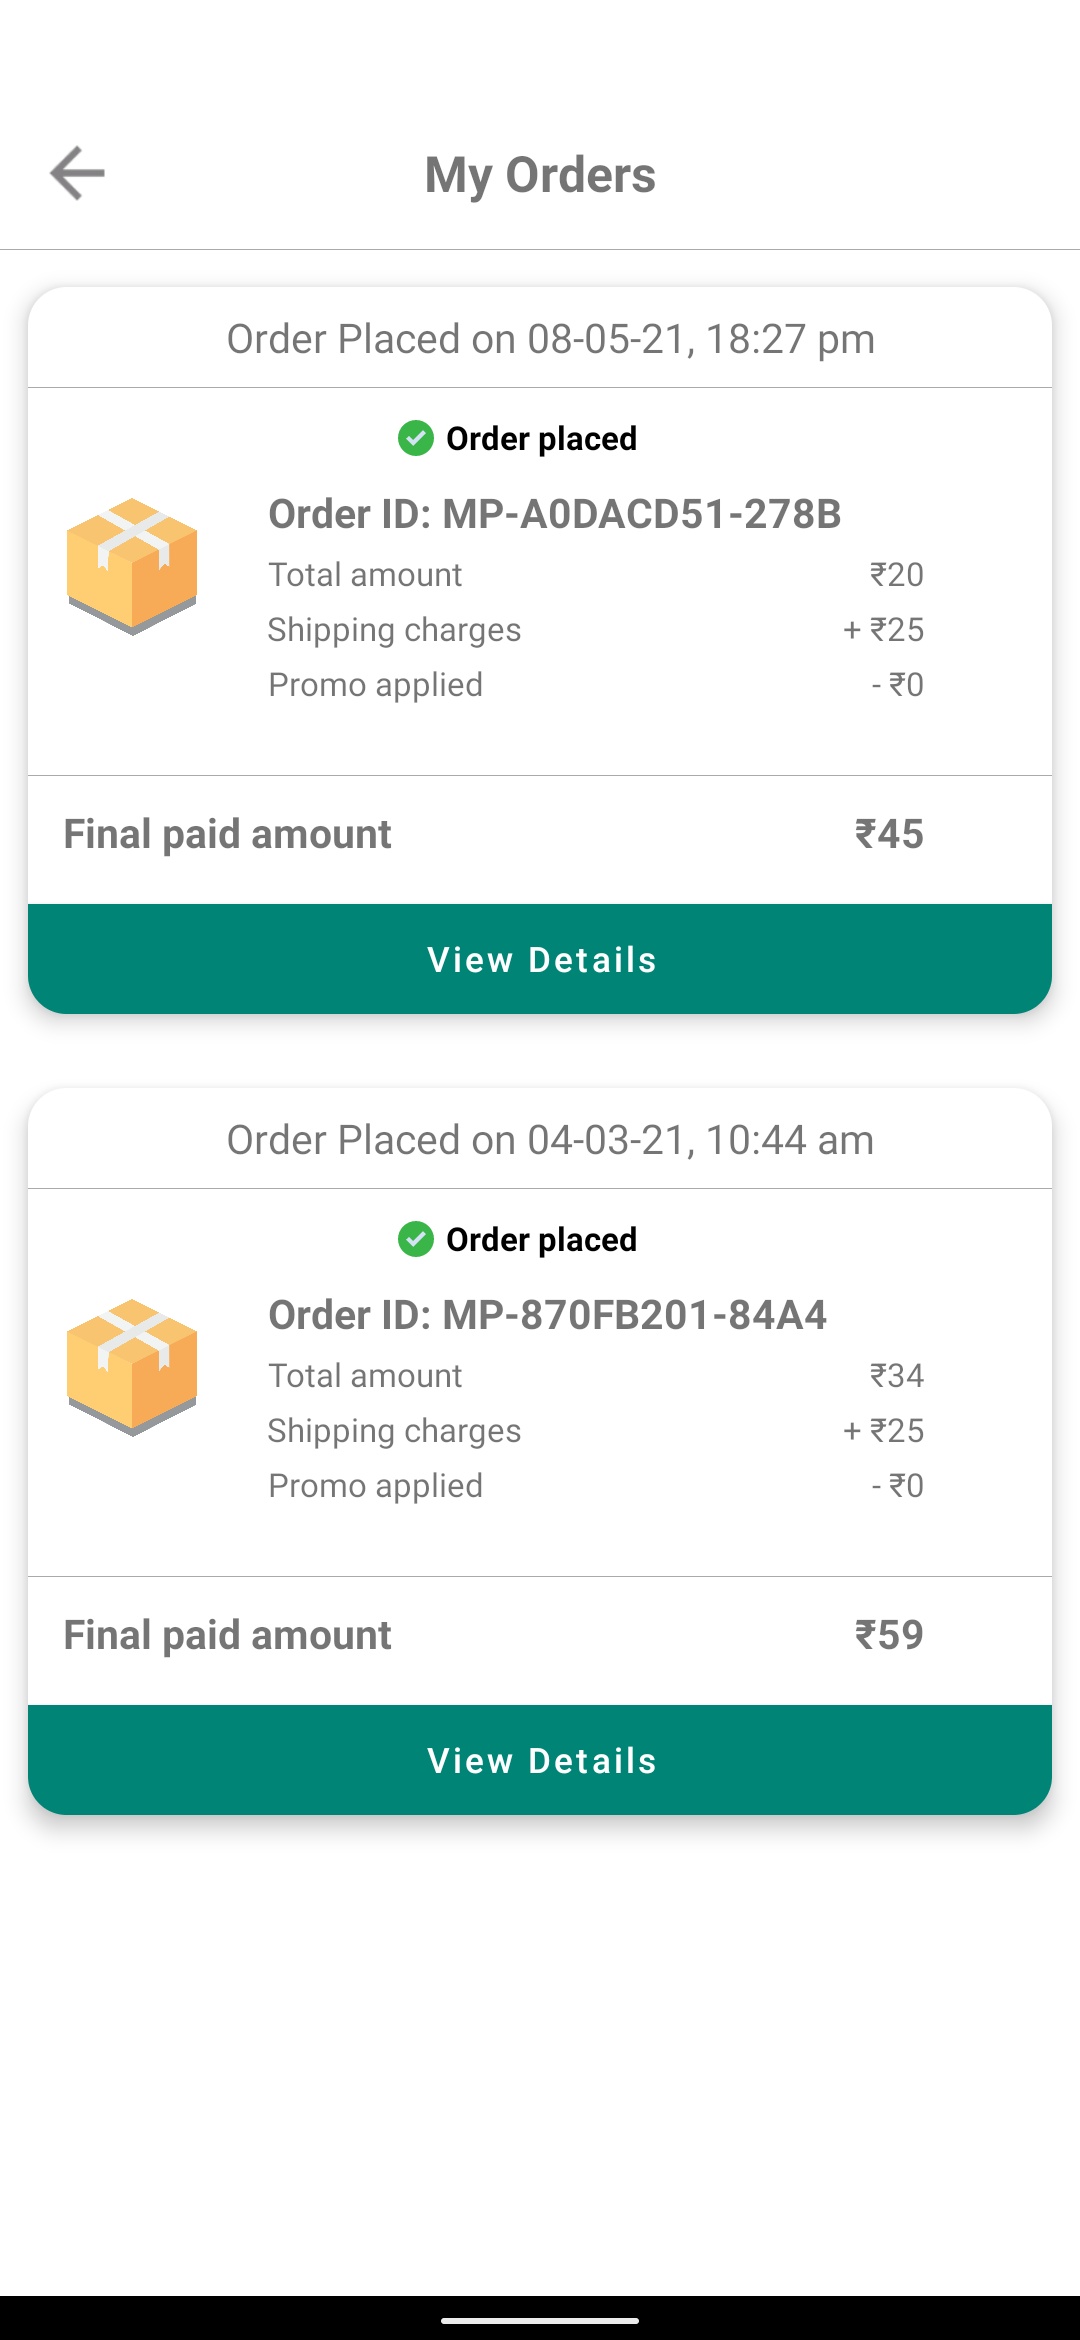 My Orders
Order Placed on 08-05-21, 18:27 pm
Order placed
Order ID: MP-A0DACD51-278B
Total amount ₹20
Shipping charges + ₹25
Promo applied - ₹0
Final paid amount ₹45
View Details
Order Placed on 04-03-21, 10:44 am
Order placed
Order ID: MP-870FB201-84A4
Total amount ₹34
Shipping charges + ₹25
Promo applied - ₹0
Final paid amount ₹59
View Details